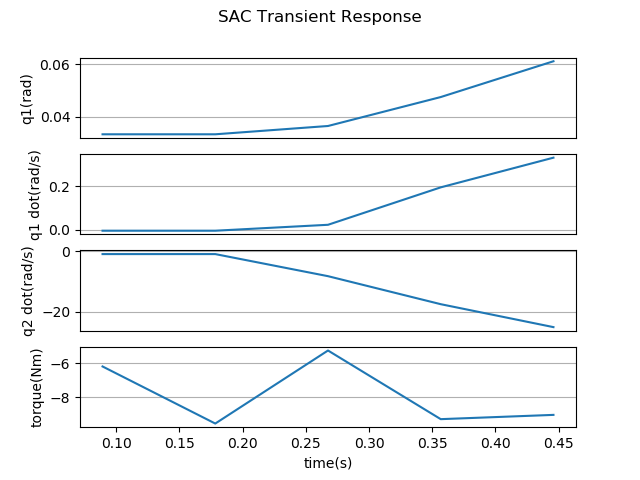 SAC Transient Response
0.06
0.04
q1(rad)
0.2
0.0
q1 dot(rad/s)
0
−20
q2 dot(rad/s)
−6
−8
torque(Nm)
0.10 0.15 0.20 0.25 0.30 0.35 0.40 0.45
time(s)